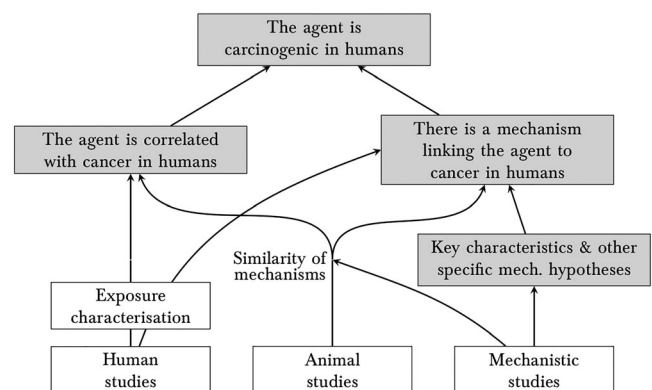 The agent is
carcinogenic in humans
The agent is correlated
with cancer in humans
There is a mechanism
linking the agent to
cancer in humans
Similarity of
mechanisms
Key characteristics & other
specific mech. hypotheses
Exposure
characterisation
Human
studies
Animal
studies
Mechanistic
studies